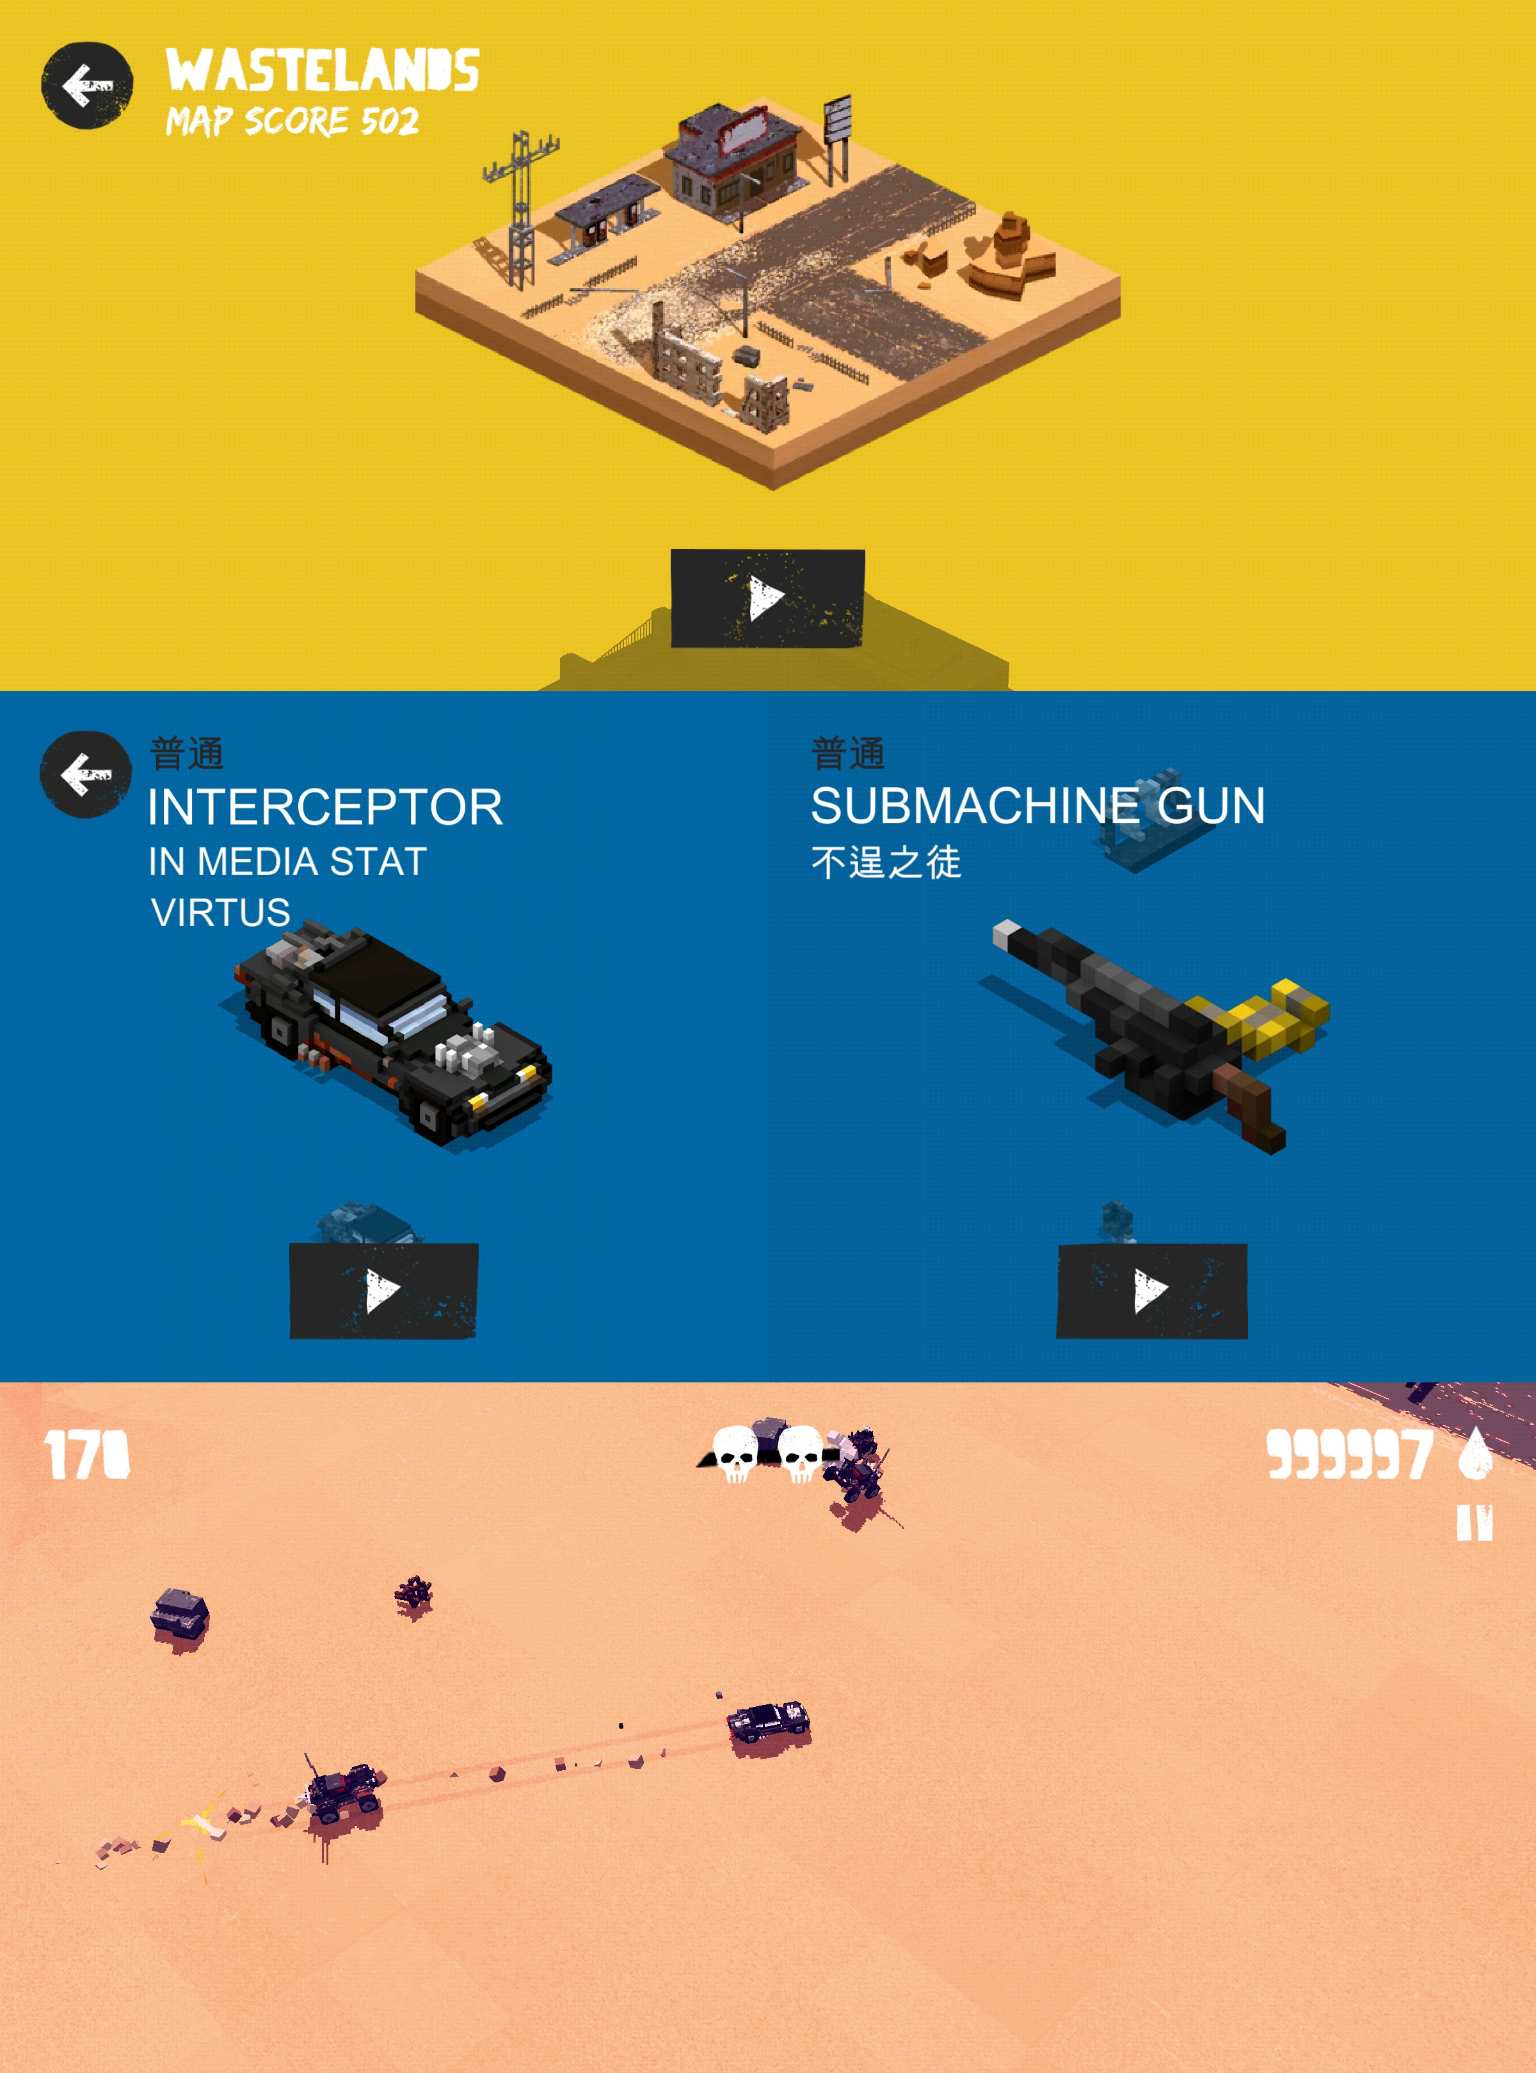 WASTELANDS
MAP SCORE 502
普通
INTERCEPTOR
IN MEDIA STAT
VIRTUS
普通
SUBMACHINE GUN
不逞之徒
170
999997